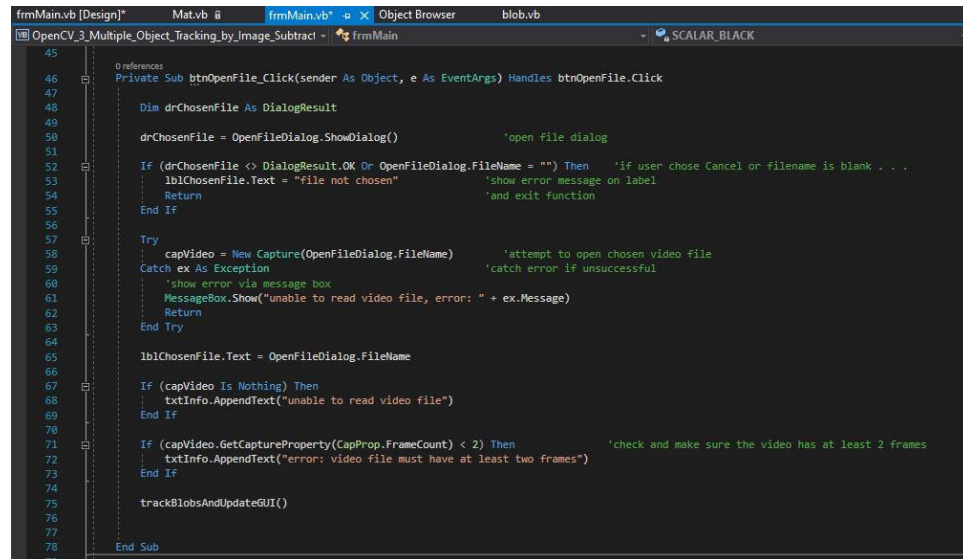 frmMain.vb [Design]* Mat.vb frmMain.vb* Object Browser blob.vb
VB OpenCV_3_Multiple_Object_Tracking_by_Image_Subtract frmMain SCALAR_BLACK
45
0 references
46 Private Sub btnOpenFile_Click(sender As Object, e As EventArgs) Handles btnOpenFile.Click
47
48 Dim drChosenFile As DialogResult
49
50 drChosenFile = OpenFileDialog.ShowDialog() 'open file dialog
51
52 If (drChosenFile <> DialogResult.OK Or OpenFileDialog.FileName = "") Then 'if user chose Cancel or filename is blank . . .
53 lblChosenFile.Text = "file not chosen" 'show error message on label
54 Return 'and exit function
55 End If
56
57 Try
58 capVideo = New Capture(OpenFileDialog.FileName) 'attempt to open chosen video file
59 Catch ex As Exception 'catch error if unsuccessful
60 'show error via message box
61 MessageBox.Show("unable to read video file, error: " + ex.Message)
62 Return
63 End Try
64
65 lblChosenFile.Text = OpenFileDialog.FileName
66
67 If (capVideo Is Nothing) Then
68 txtInfo.AppendText("unable to read video file")
69 End If
70
71 If (capVideo.GetCaptureProperty(CapProp.FrameCount) < 2) Then 'check and make sure the video has at least 2 frames
72 txtInfo.AppendText("error: video file must have at least two frames")
73 End If
74
75 trackBlobsAndUpdateGUI()
76
77
78 End Sub